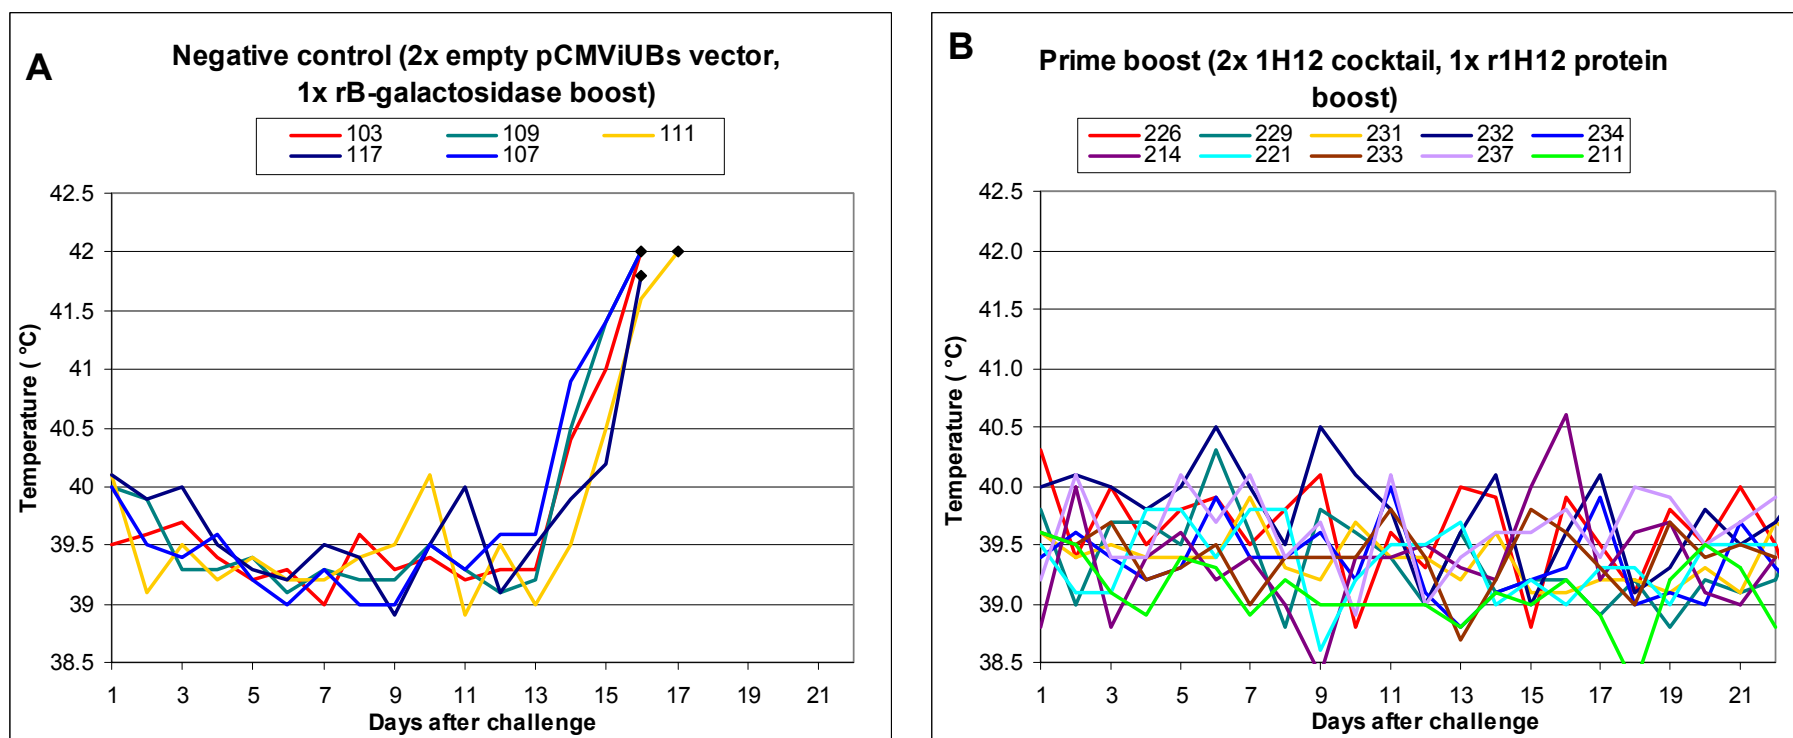 A
Negative control (2x empty pCMViUBs vector,
1x rB-galactosidase boost)
103 109 111
117 107
42.5
42
41.5
41
40.5
40
39.5
39
38.5
Temperature ( °C)
1 3 5 7 9 11 13 15 17 19 21
Days after challenge
B
Prime boost (2x 1H12 cocktail, 1x r1H12 protein
boost)
226 229 231 232 234
214 221 233 237 211
42.5
42.0
41.5
41.0
40.5
40.0
39.5
39.0
38.5
Temperature ( °C)
1 3 5 7 9 11 13 15 17 19 21
Days after challenge